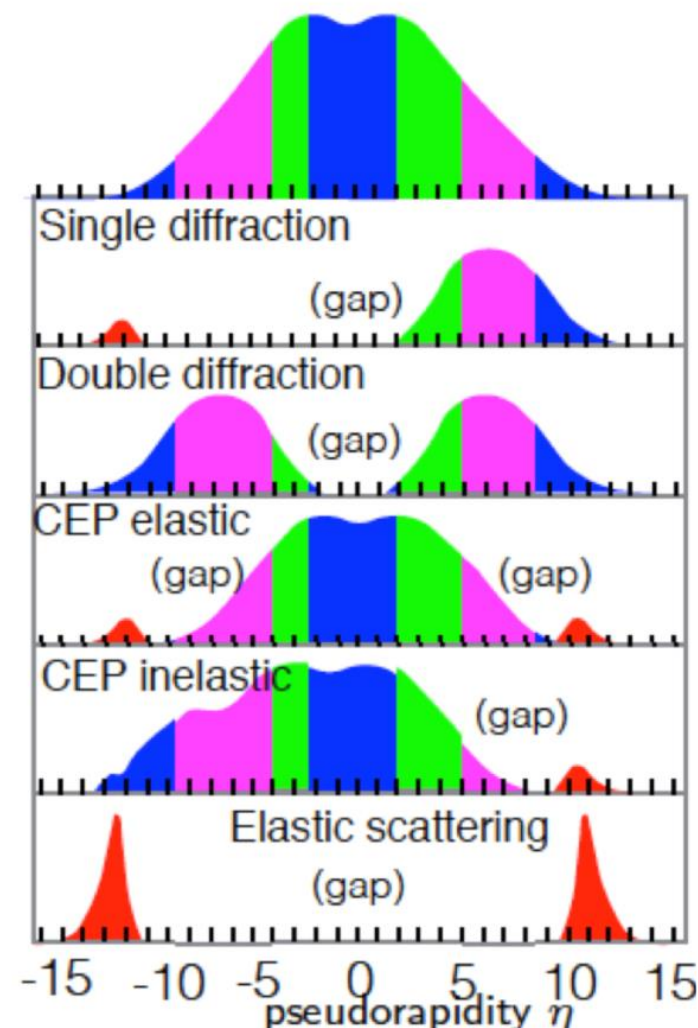 Single diffraction
(gap)
Double diffraction
(gap)
CEP elastic
(gap) (gap)
CEP inelastic
(gap)
Elastic scattering
(gap)
-15 -10 -5 0 5 10 15
pseudorapidity η